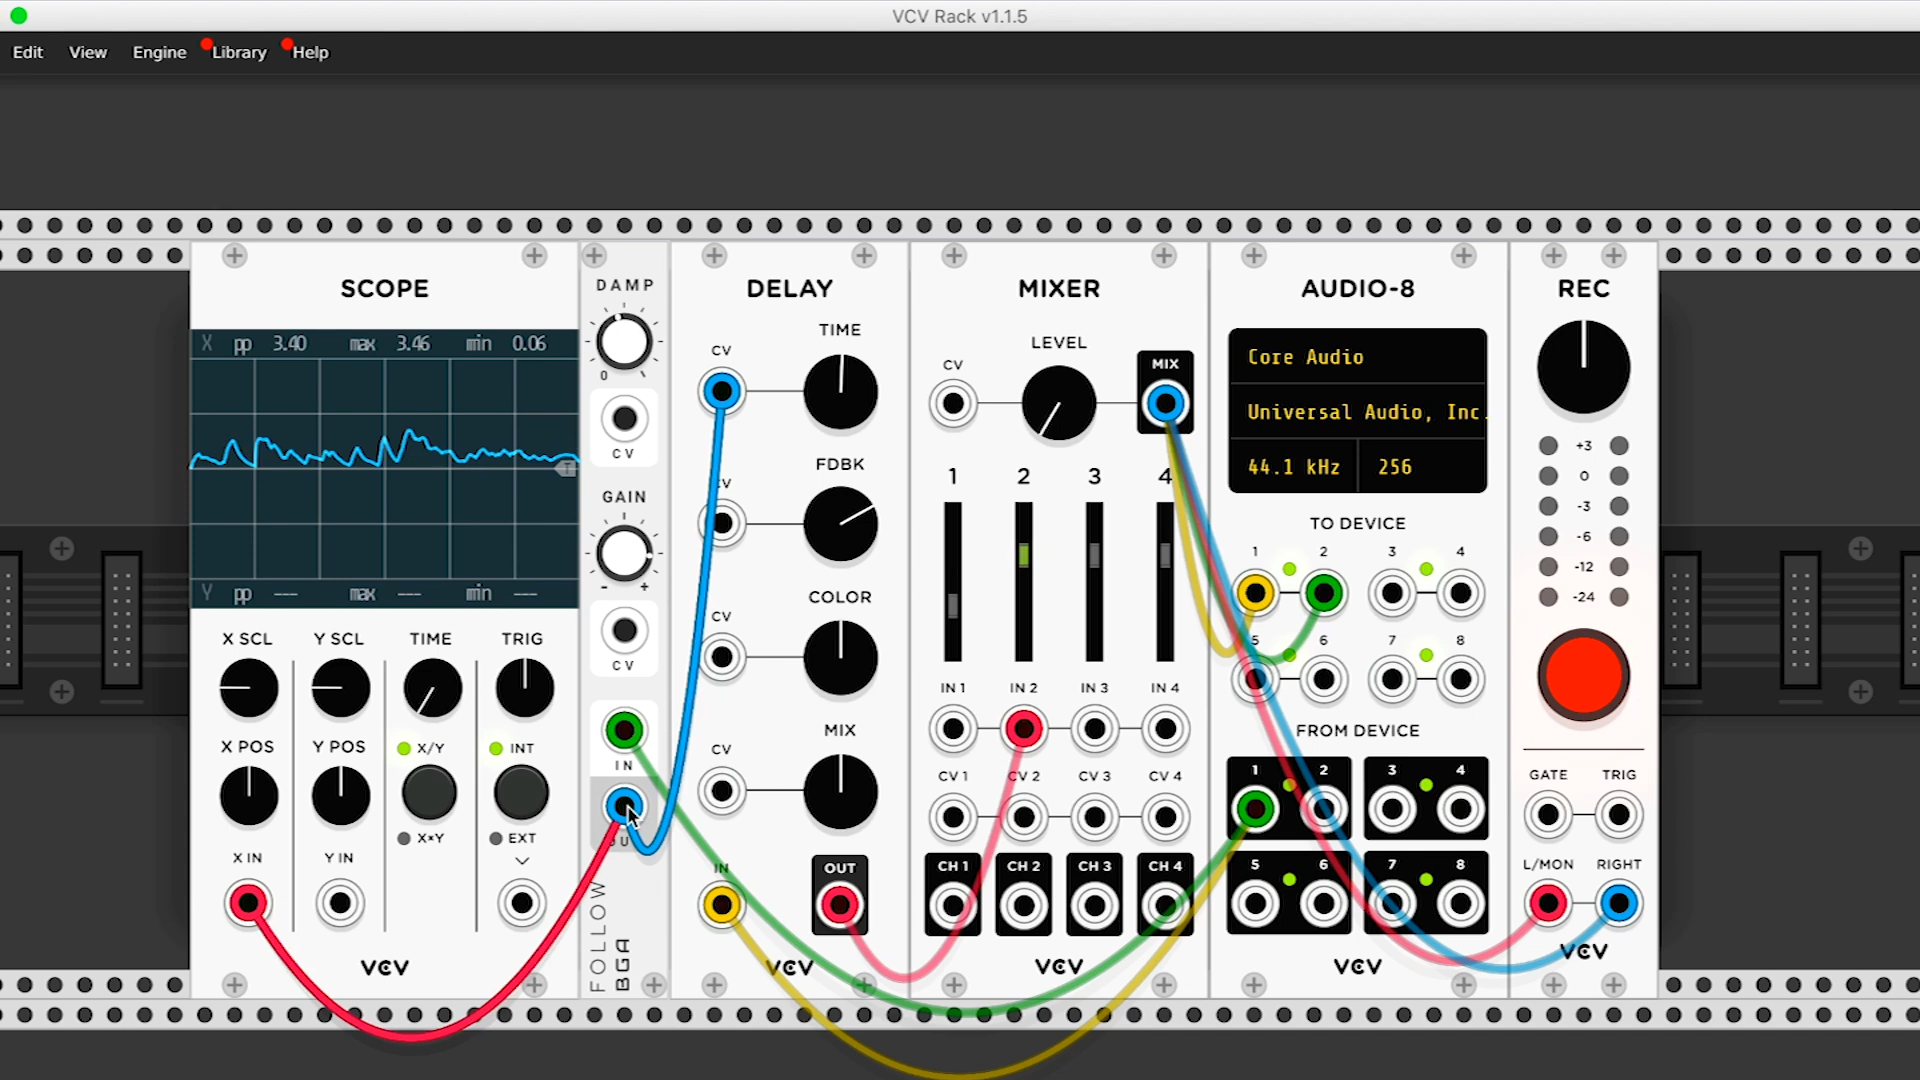 VCV Rack v1.1.5
Edit View Engine Library Help
SCOPE
X pp 3.40 max 3.46 min 0.06
T
Y pp --- max --- min ---
X SCL Y SCL TIME TRIG
X POS Y POS X/Y INT
X×Y EXT
X IN Y IN
VCV
DAMP
0
CV
GAIN
- +
CV
IN
FOLLOW
BGA
DELAY
TIME
CV
FDBK
COLOR
CV
MIX
CV
IN OUT
VCV
MIXER
LEVEL
CV MIX
1 2 3 4
IN 1 IN 2 IN 3 IN 4
CV 1 CV 2 CV 3 CV 4
CH 1 CH 2 CH 3 CH 4
VCV
AUDIO-8
Core Audio
Universal Audio, Inc.
44.1 kHz 256
TO DEVICE
1 2 3 4
5 6 7 8
FROM DEVICE
1 2 3 4
5 6 7 8
VCV
REC
+3
0
-3
-6
-12
-24
GATE TRIG
L/MON RIGHT
VCV